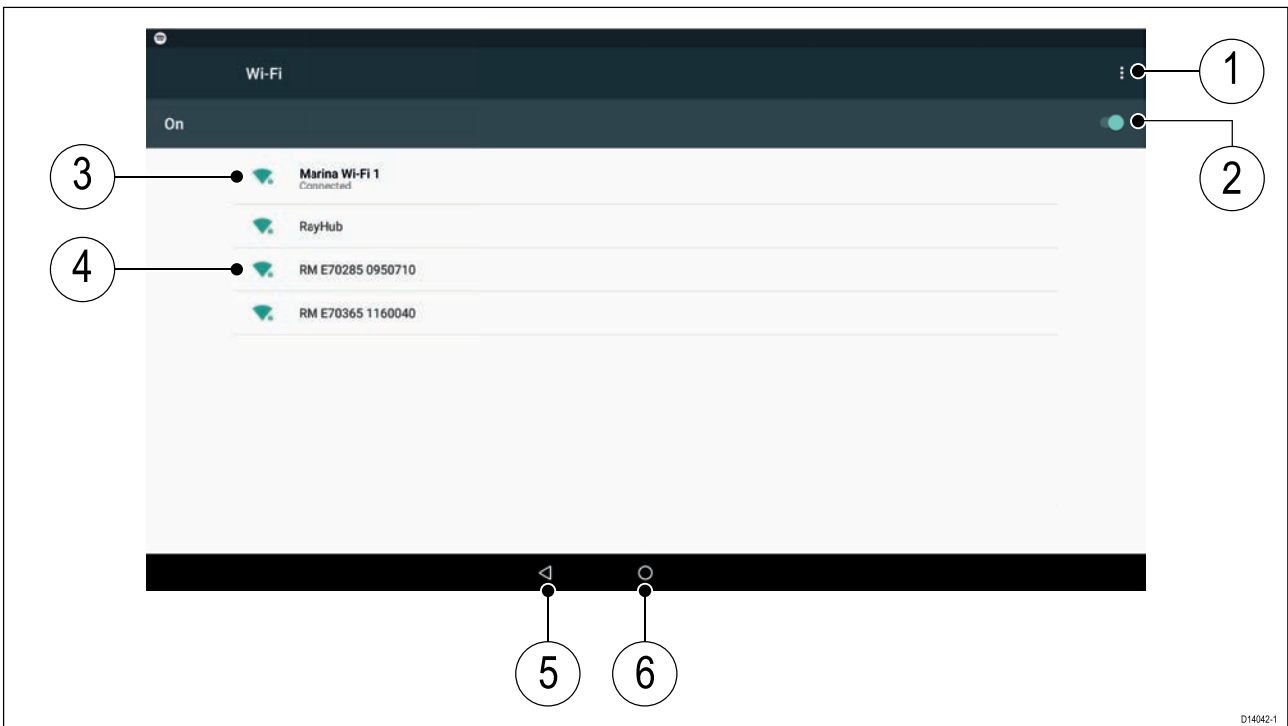 Wi-Fi
1
On
2
3
Marina Wi-Fi 1
Connected
RayHub
4
RM E70285 0950710
RM E70365 1160040
5
6
D14042-1